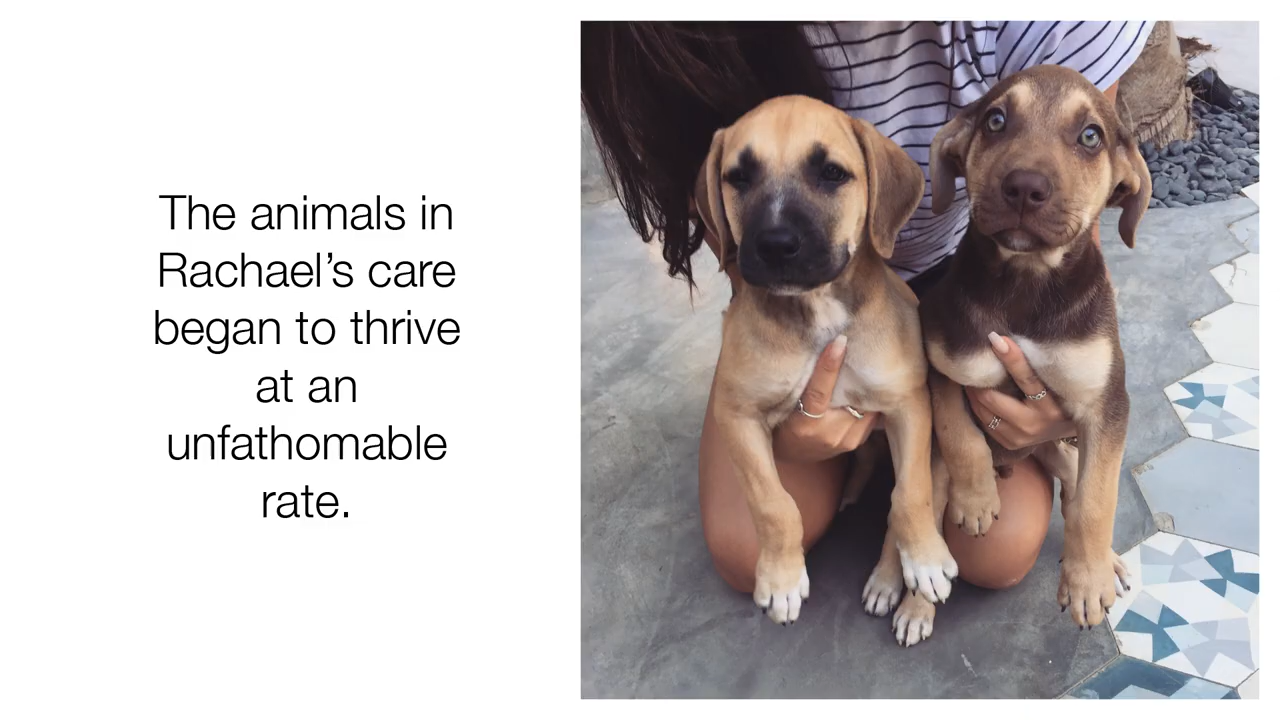 The animals in
Rachael’s care
began to thrive
at an
unfathomable
rate.